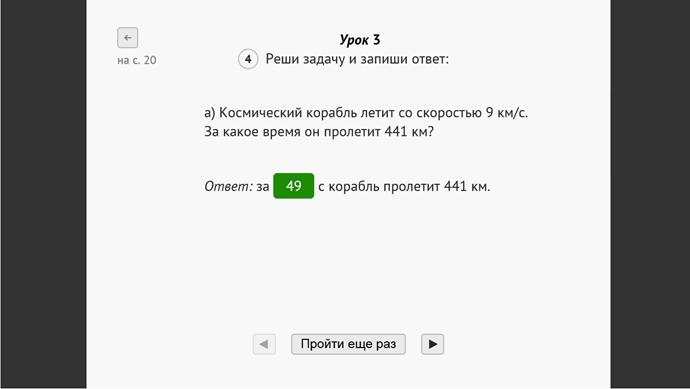 Урок 3
на с. 20
4 Реши задачу и запиши ответ:
а) Космический корабль летит со скоростью 9 км/с.
За какое время он пролетит 441 км?
Ответ: за 49 с корабль пролетит 441 км.
Пройти еще раз